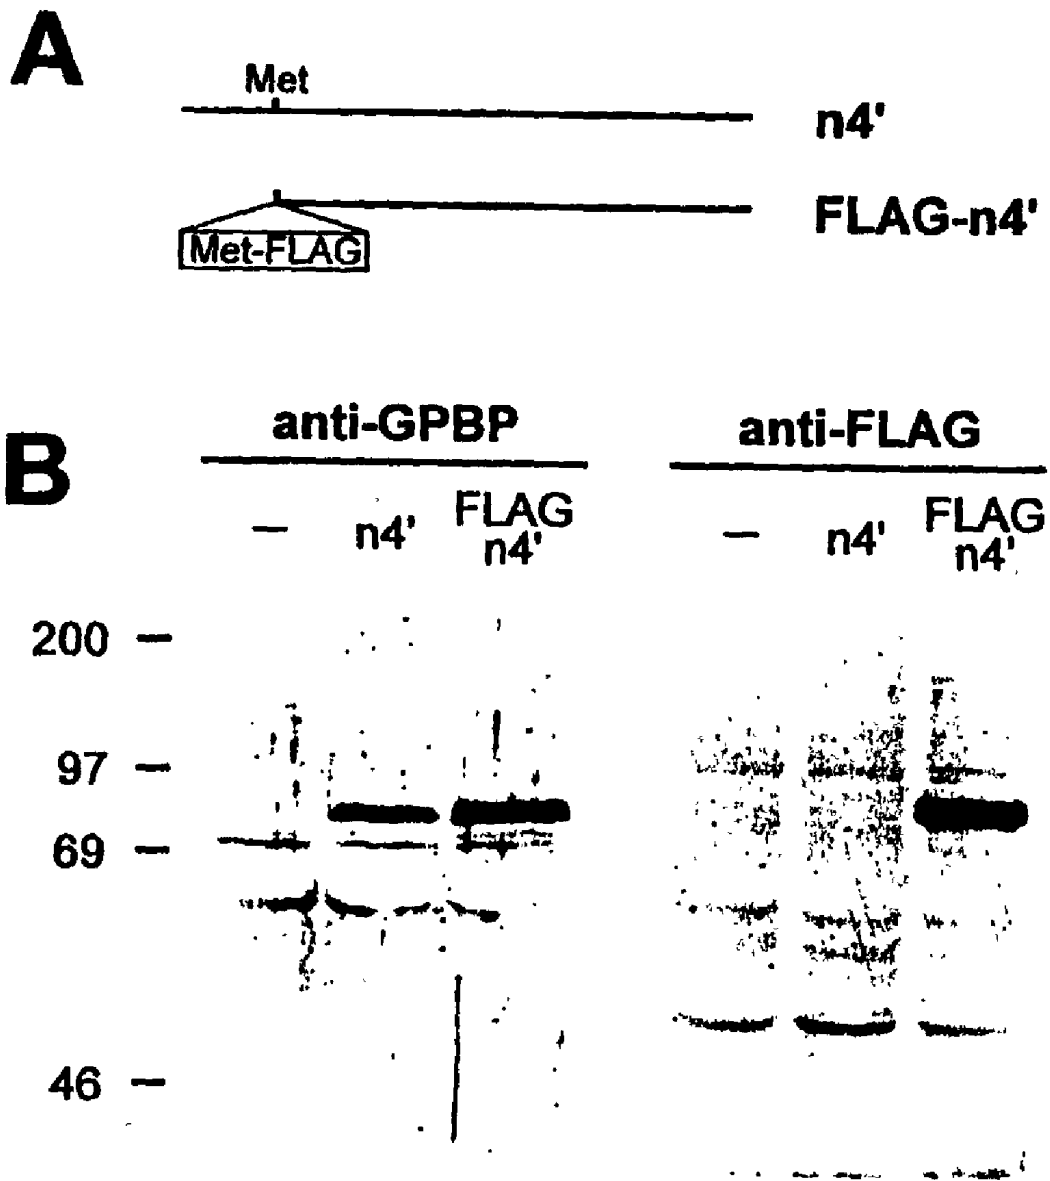 A
Met
n4'
FLAG-n4'
Met-FLAG
B
anti-GPBP anti-FLAG
– n4' FLAG n4' – n4' FLAG n4'
200 –
97 –
69 –
46 –